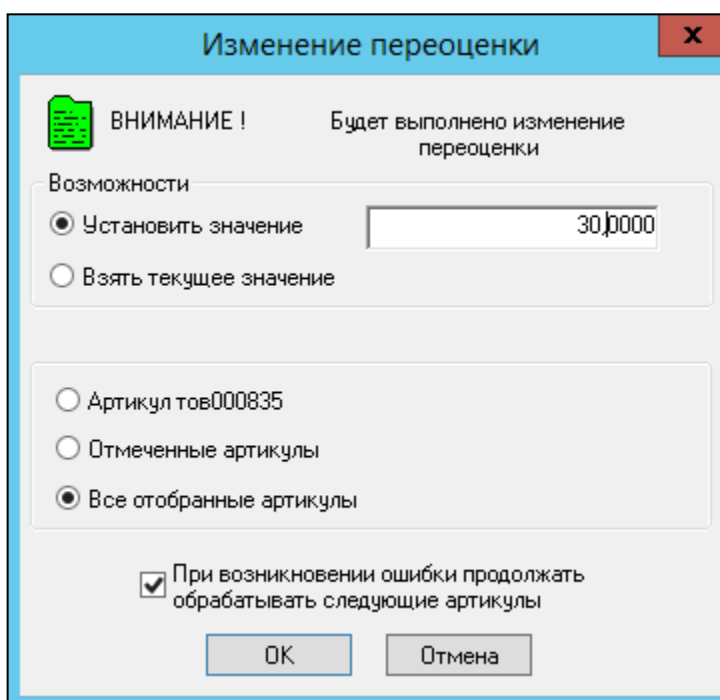 Изменение переоценки
x
ВНИМАНИЕ !
Будет выполнено изменение
переоценки
Возможности
Установить значение
30,0000
Взять текущее значение
Артикул тов000835
Отмеченные артикулы
Все отобранные артикулы
При возникновении ошибки продолжать
обрабатывать следующие артикулы
OK
Отмена